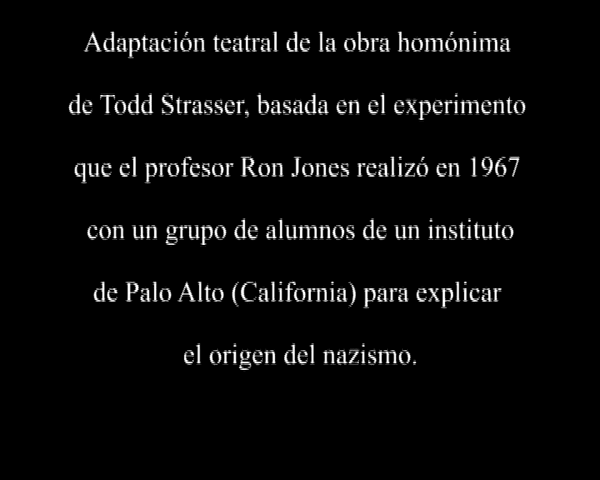 Adaptación teatral de la obra homónima
de Todd Strasser, basada en el experimento
que el profesor Ron Jones realizó en 1967
con un grupo de alumnos de un instituto
de Palo Alto (California) para explicar
el origen del nazismo.